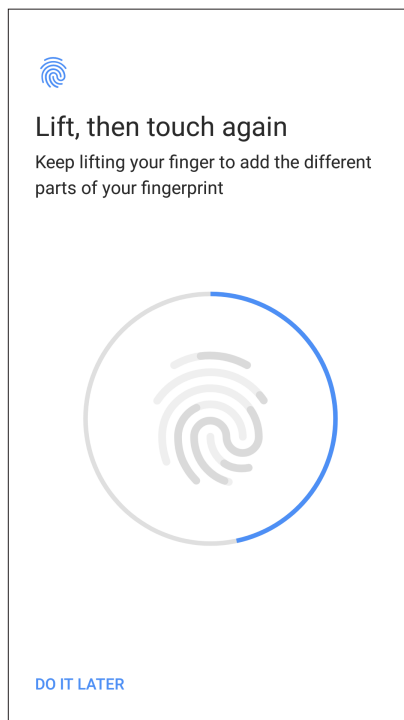 Lift, then touch again
Keep lifting your finger to add the different
parts of your fingerprint
DO IT LATER